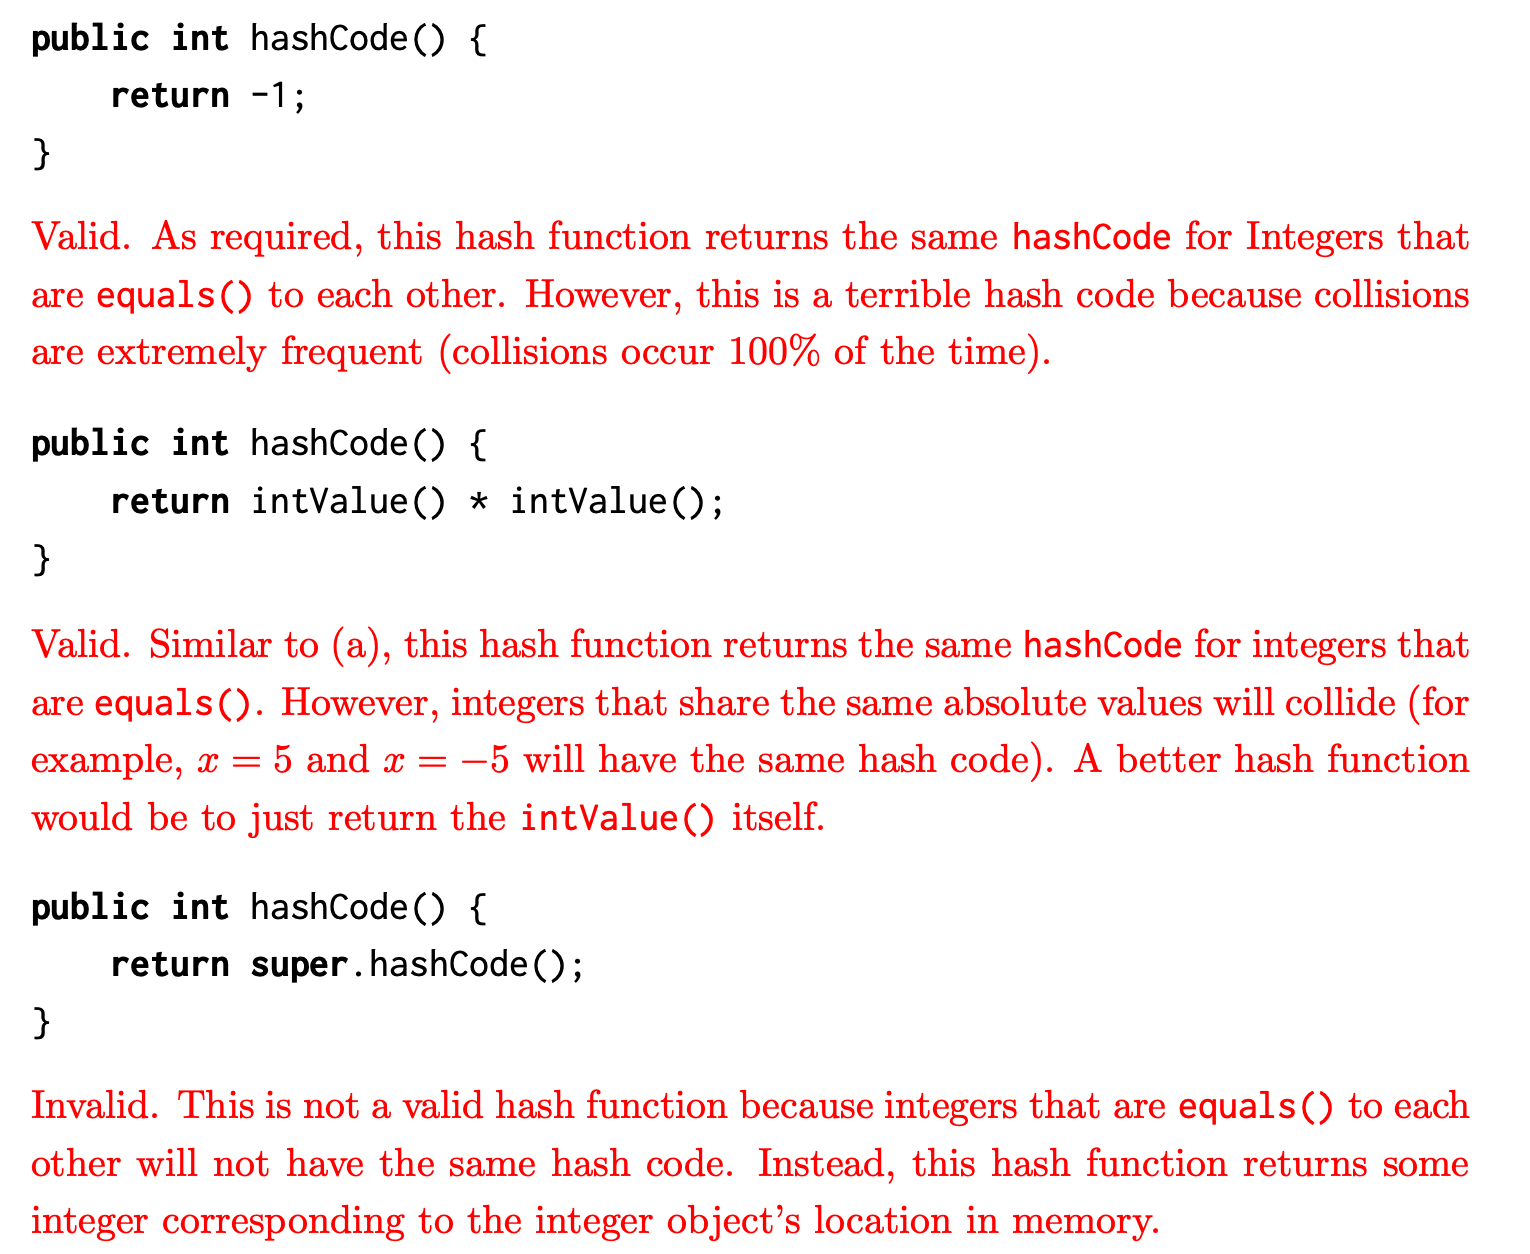 public int hashCode() {
    return -1;
}
Valid. As required, this hash function returns the same hashCode for Integers that
are equals() to each other. However, this is a terrible hash code because collisions
are extremely frequent (collisions occur 100% of the time).
public int hashCode() {
    return intValue() * intValue();
}
Valid. Similar to (a), this hash function returns the same hashCode for integers that
are equals(). However, integers that share the same absolute values will collide (for
example, x = 5 and x = −5 will have the same hash code). A better hash function
would be to just return the intValue() itself.
public int hashCode() {
    return super.hashCode();
}
Invalid. This is not a valid hash function because integers that are equals() to each
other will not have the same hash code. Instead, this hash function returns some
integer corresponding to the integer object's location in memory.